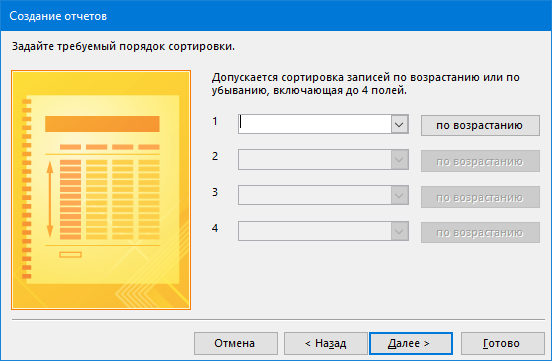 Создание отчетов
Задайте требуемый порядок сортировки.
Допускается сортировка записей по возрастанию или по
убыванию, включающая до 4 полей.
1 по возрастанию
2 по возрастанию
3 по возрастанию
4 по возрастанию
Отмена < Назад Далее > Готово